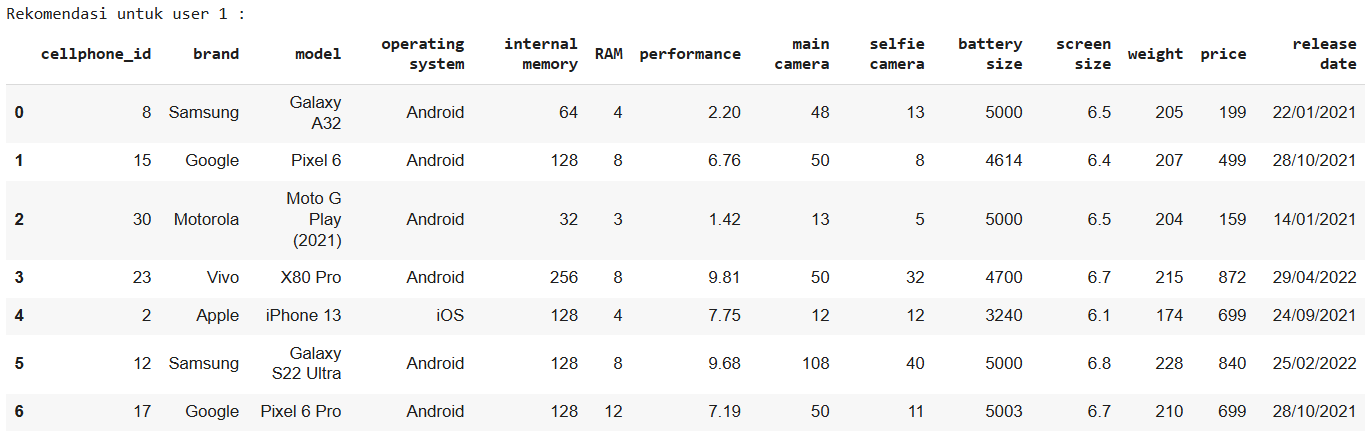 Rekomendasi untuk user 1 :
cellphone_id brand model operating system internal memory RAM performance main camera selfie camera battery size screen size weight price release date
0 8 Samsung Galaxy A32 Android 64 4 2.20 48 13 5000 6.5 205 199 22/01/2021
1 15 Google Pixel 6 Android 128 8 6.76 50 8 4614 6.4 207 499 28/10/2021
2 30 Motorola Moto G Play (2021) Android 32 3 1.42 13 5 5000 6.5 204 159 14/01/2021
3 23 Vivo X80 Pro Android 256 8 9.81 50 32 4700 6.7 215 872 29/04/2022
4 2 Apple iPhone 13 iOS 128 4 7.75 12 12 3240 6.1 174 699 24/09/2021
5 12 Samsung Galaxy S22 Ultra Android 128 8 9.68 108 40 5000 6.8 228 840 25/02/2022
6 17 Google Pixel 6 Pro Android 128 12 7.19 50 11 5003 6.7 210 699 28/10/2021